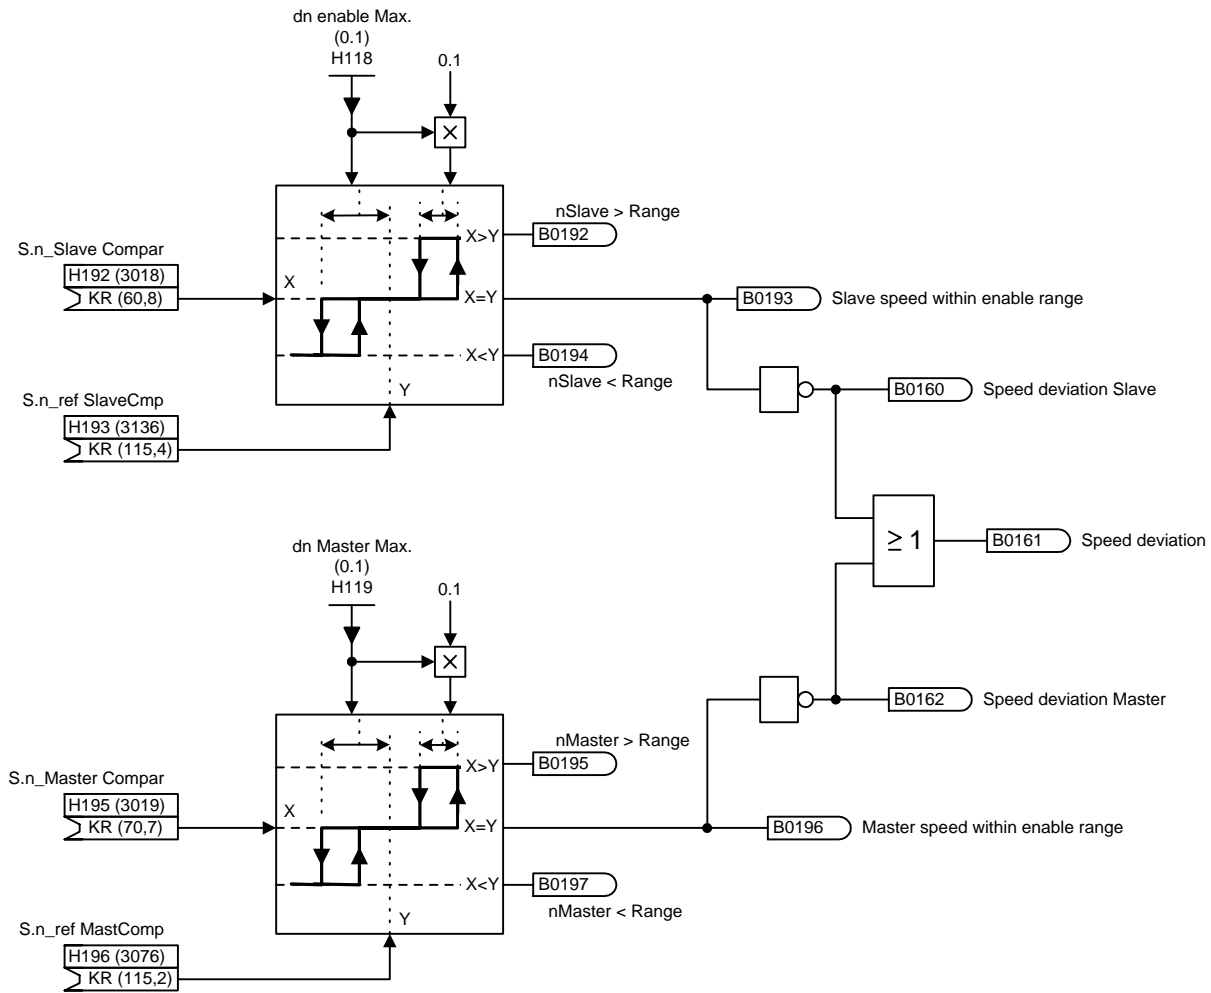 dn enable Max.
(0.1)
H118
0.1
×
nSlave > Range
B0192
X>Y
S.n_Slave Compar
H192 (3018)
KR (60,8)
X
X=Y
B0193
Slave speed within enable range
X<Y
B0194
nSlave < Range
Y
S.n_ref SlaveCmp
H193 (3136)
KR (115,4)
B0160
Speed deviation Slave
≥ 1
B0161
Speed deviation
dn Master Max.
(0.1)
H119
0.1
×
nMaster > Range
B0195
X>Y
B0162
Speed deviation Master
S.n_Master Compar
H195 (3019)
KR (70,7)
X
X=Y
B0196
Master speed within enable range
X<Y
B0197
nMaster < Range
Y
S.n_ref MastComp
H196 (3076)
KR (115,2)